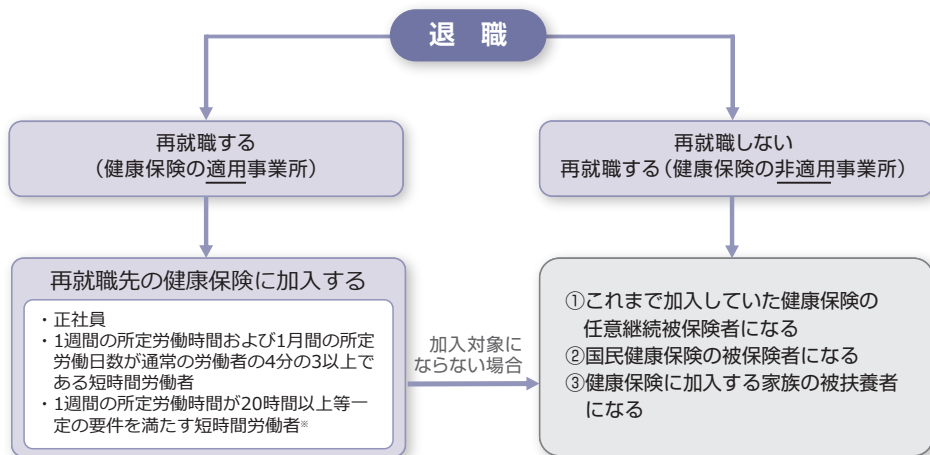 退 職
再就職する
（健康保険の適用事業所）
再就職しない
再就職する（健康保険の非適用事業所）
再就職先の健康保険に加入する
・正社員
・1週間の所定労働時間および1月間の所定
労働日数が通常の労働者の4分の3以上で
ある短時間労働者
・1週間の所定労働時間が20時間以上等一
定の要件を満たす短時間労働者※
加入対象に
ならない場合
①これまで加入していた健康保険の
任意継続被保険者になる
②国民健康保険の被保険者になる
③健康保険に加入する家族の被扶養者
になる